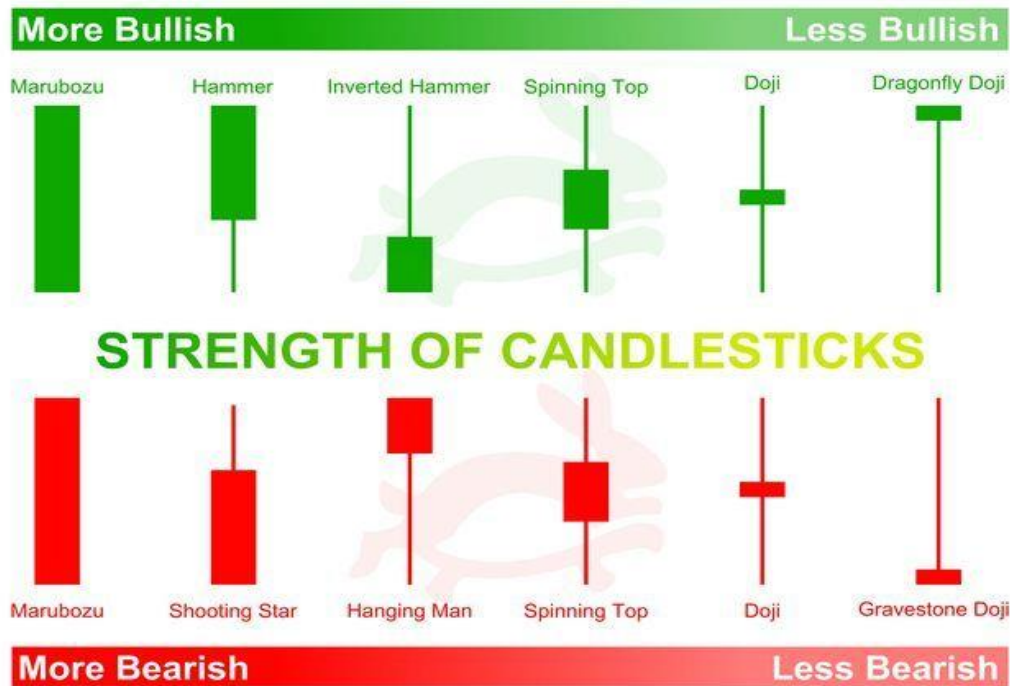 More Bullish Less Bullish
Marubozu Hammer Inverted Hammer Spinning Top Doji Dragonfly Doji
STRENGTH OF CANDLESTICKS
Marubozu Shooting Star Hanging Man Spinning Top Doji Gravestone Doji
More Bearish Less Bearish